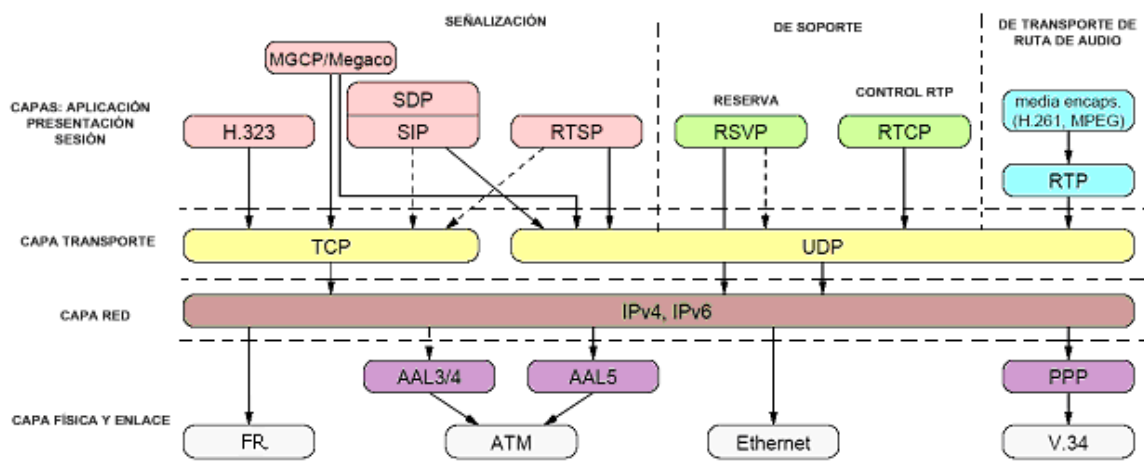 SEÑALIZACIÓN
DE SOPORTE
DE TRANSPORTE DE
RUTA DE AUDIO
MGCP/Megaco
CAPAS: APLICACIÓN
PRESENTACIÓN
SESIÓN
SDP
SIP
RESERVA
CONTROL RTP
media encaps.
(H.261, MPEG)
H.323
RTSP
RSVP
RTCP
RTP
CAPA TRANSPORTE
TCP
UDP
CAPA RED
IPv4, IPv6
AAL3/4
AAL5
PPP
CAPA FÍSICA Y ENLACE
FR
ATM
Ethernet
V.34